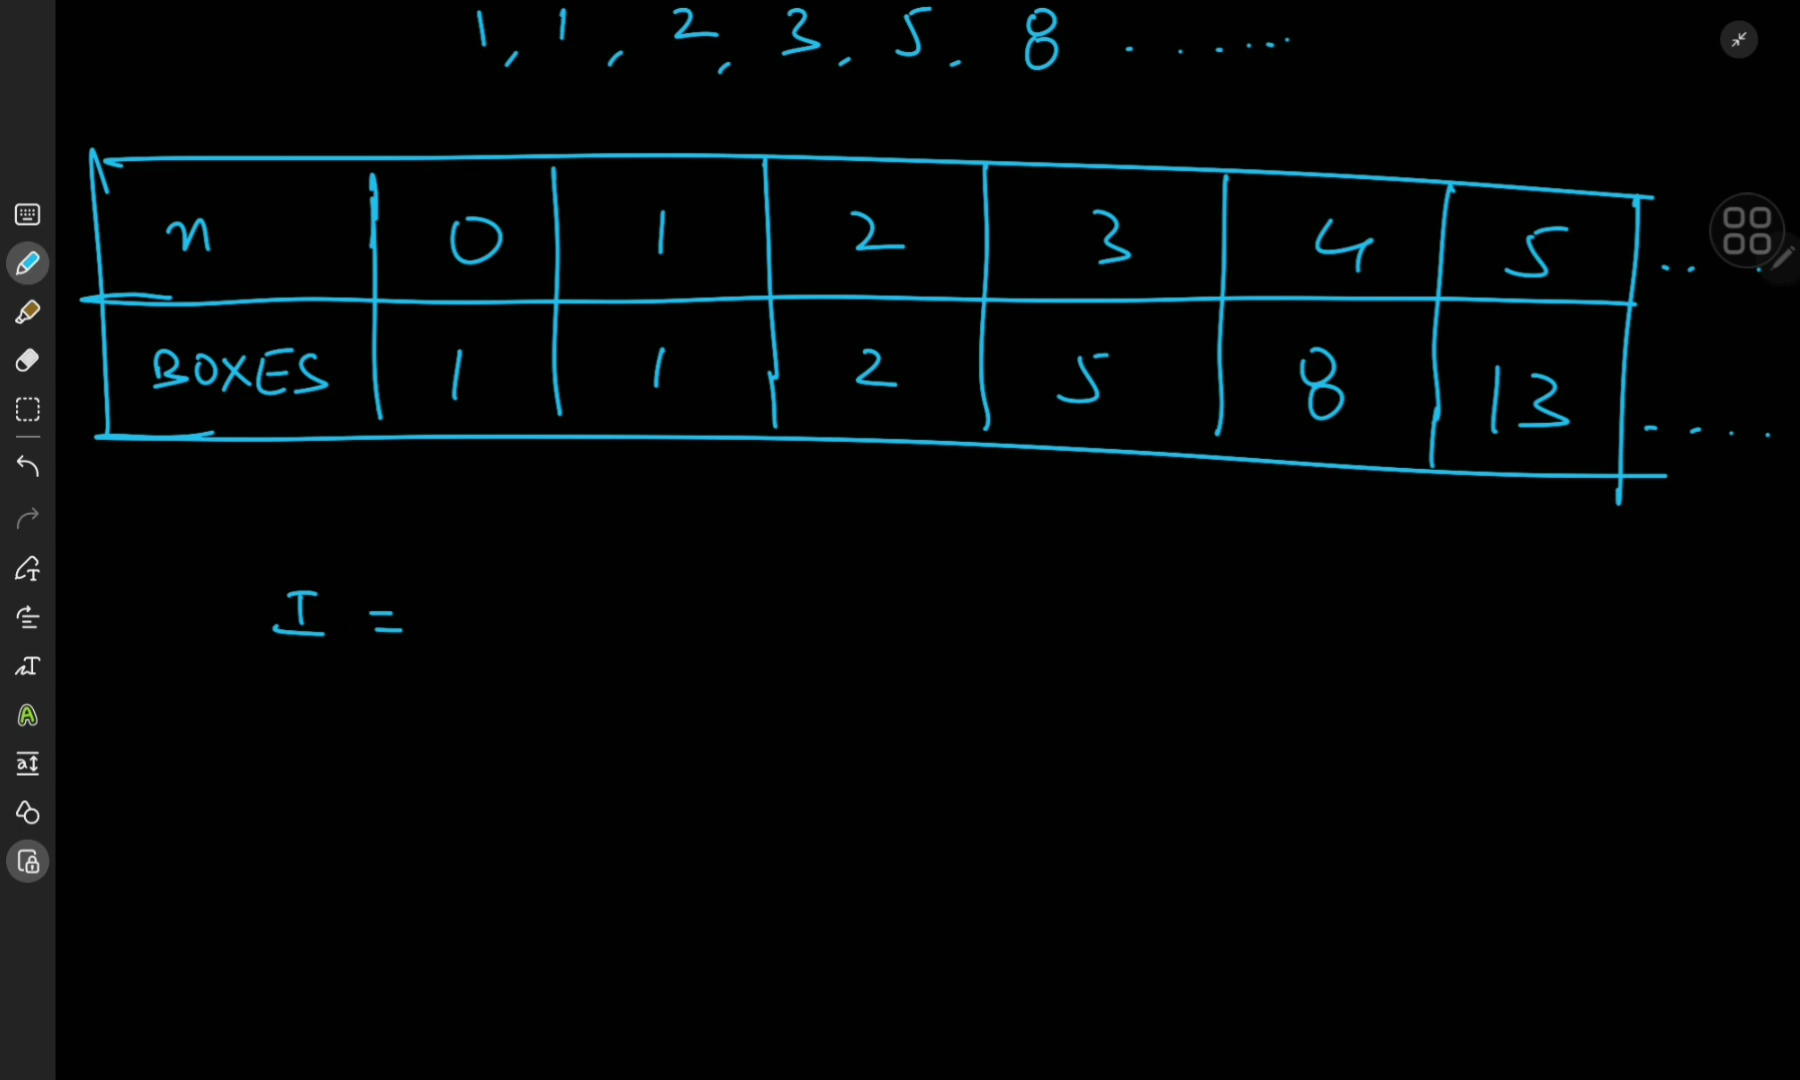 1, 1, 2, 3, 5, 8 .......
n 0 1 2 3 4 5 ...
BOXES 1 1 2 5 8 13 ....
I =